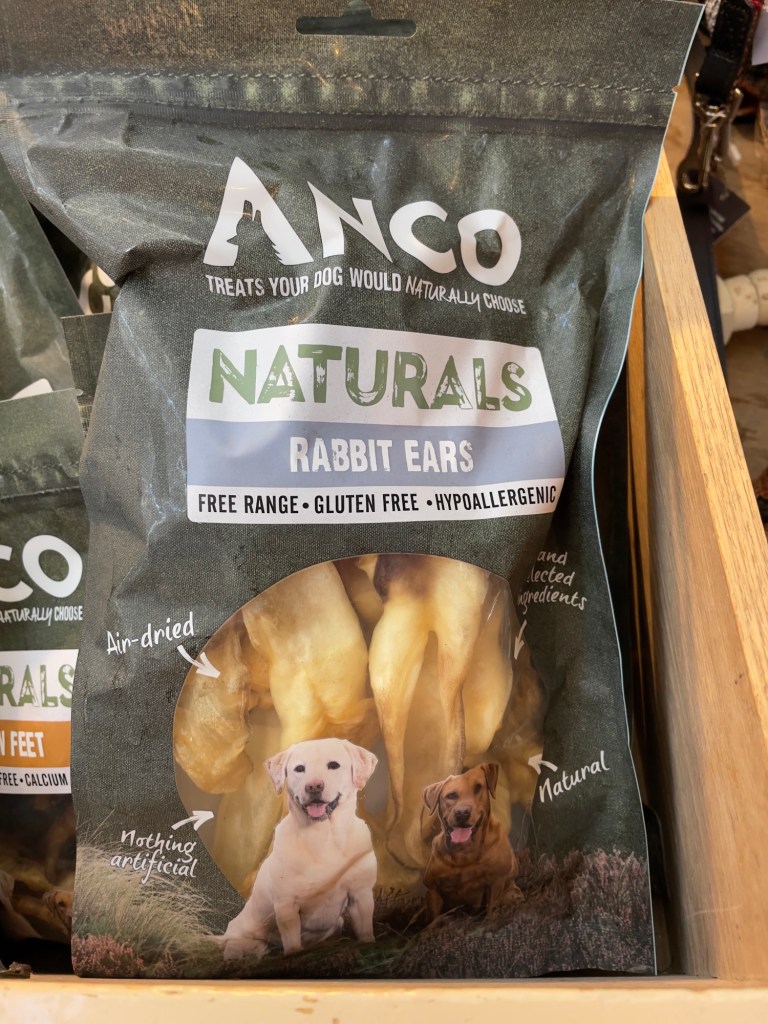 ANCO
TREATS YOUR DOG WOULD NATURALLY CHOOSE
NATURALS
RABBIT EARS
FREE RANGE • GLUTEN FREE • HYPOALLERGENIC
Air-dried
and
Natural
Nothing
artificial
CO
NATURALLY CHOOSE
RALS
FEET
FREE • CALCIUM